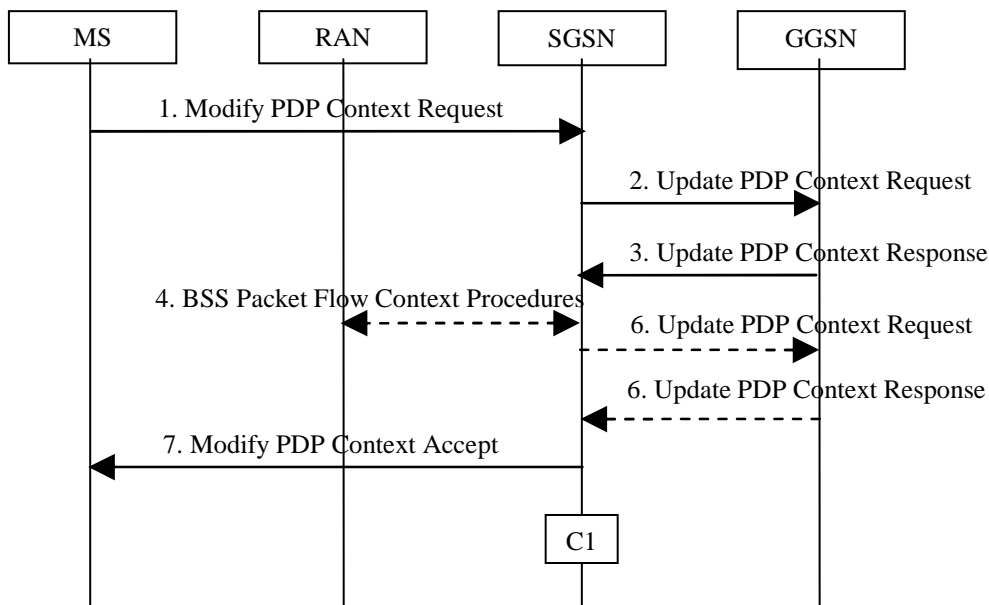 MS
RAN
SGSN
GGSN
1. Modify PDP Context Request
2. Update PDP Context Request
3. Update PDP Context Response
4. BSS Packet Flow Context Procedures
6. Update PDP Context Request
6. Update PDP Context Response
7. Modify PDP Context Accept
C1